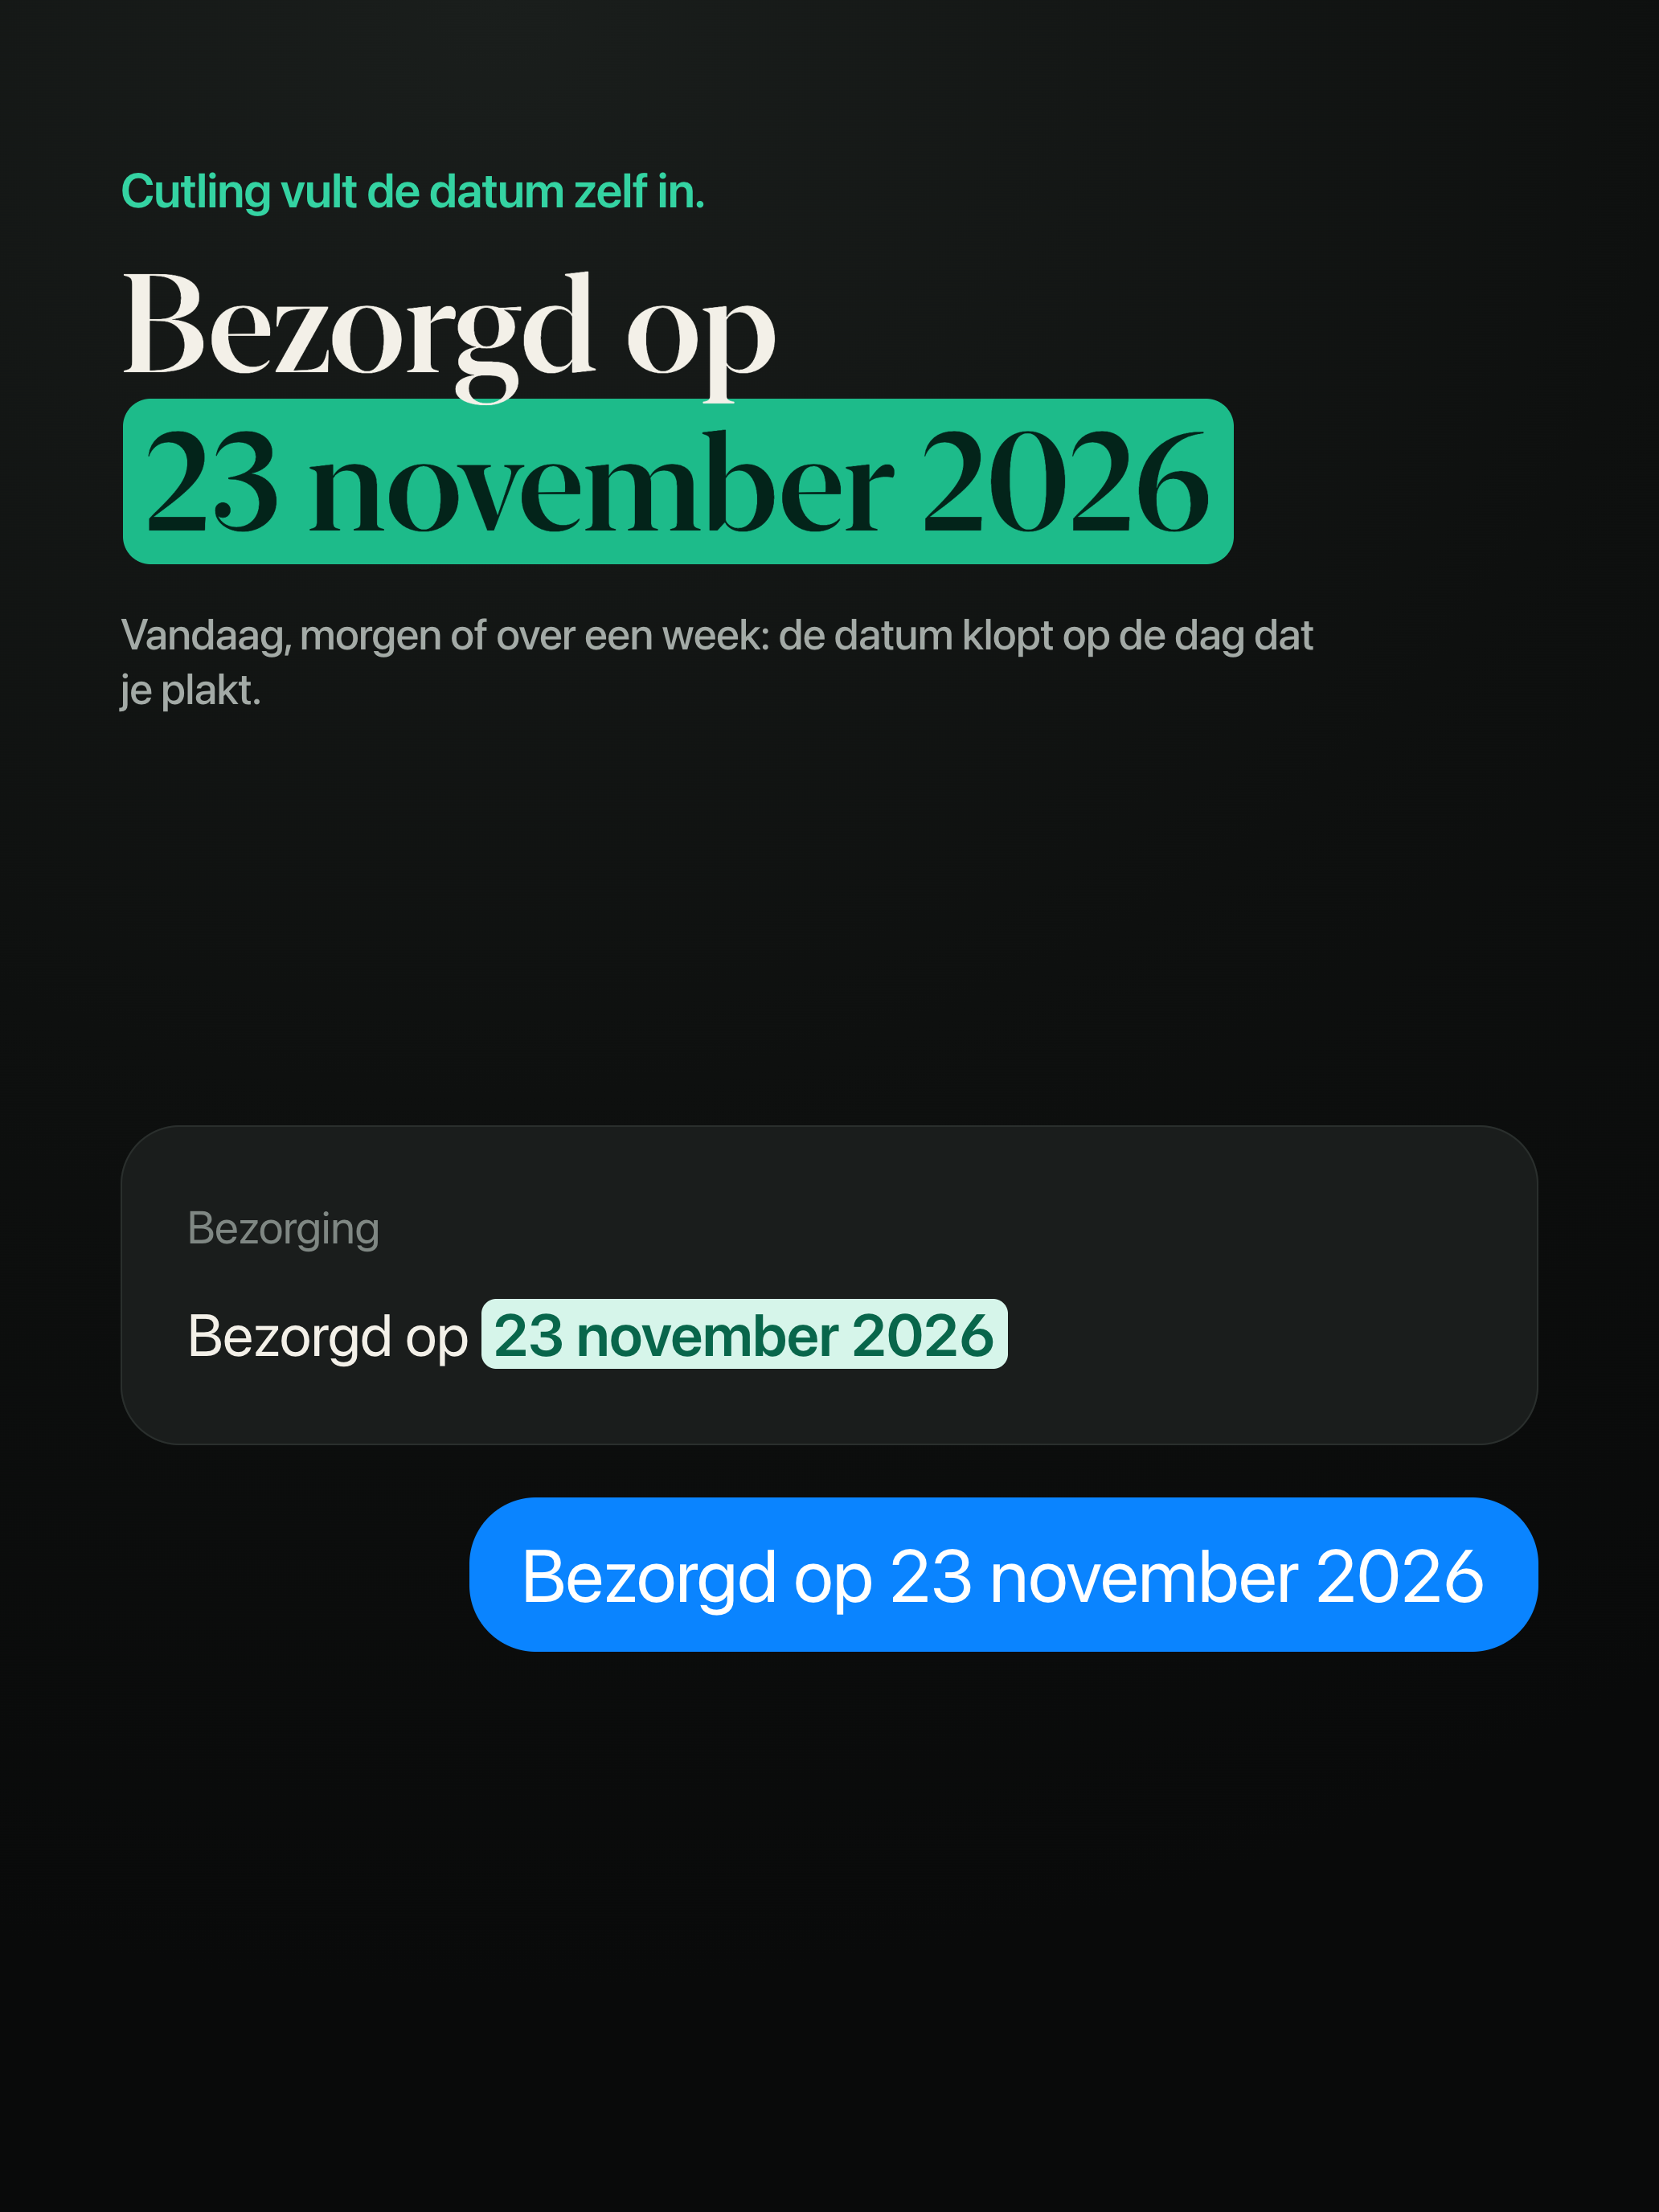 Cutling vult de datum zelf in.
Bezorgd op
23 november 2026
Vandaag, morgen of over een week: de datum klopt op de dag dat
je plakt.
Bezorging
Bezorgd op 23 november 2026
Bezorgd op 23 november 2026